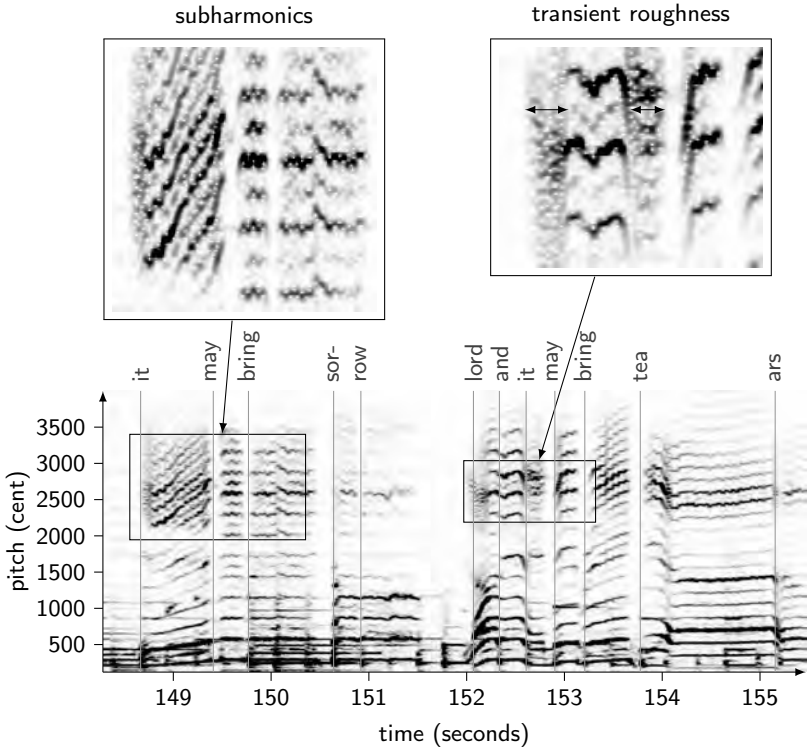 subharmonics
transient roughness
it
may
bring
sor-
row
lord
and
it
may
bring
tea
ars
3500
3000
2500
2000
1500
1000
500
pitch (cent)
149
150
151
152
153
154
155
time (seconds)